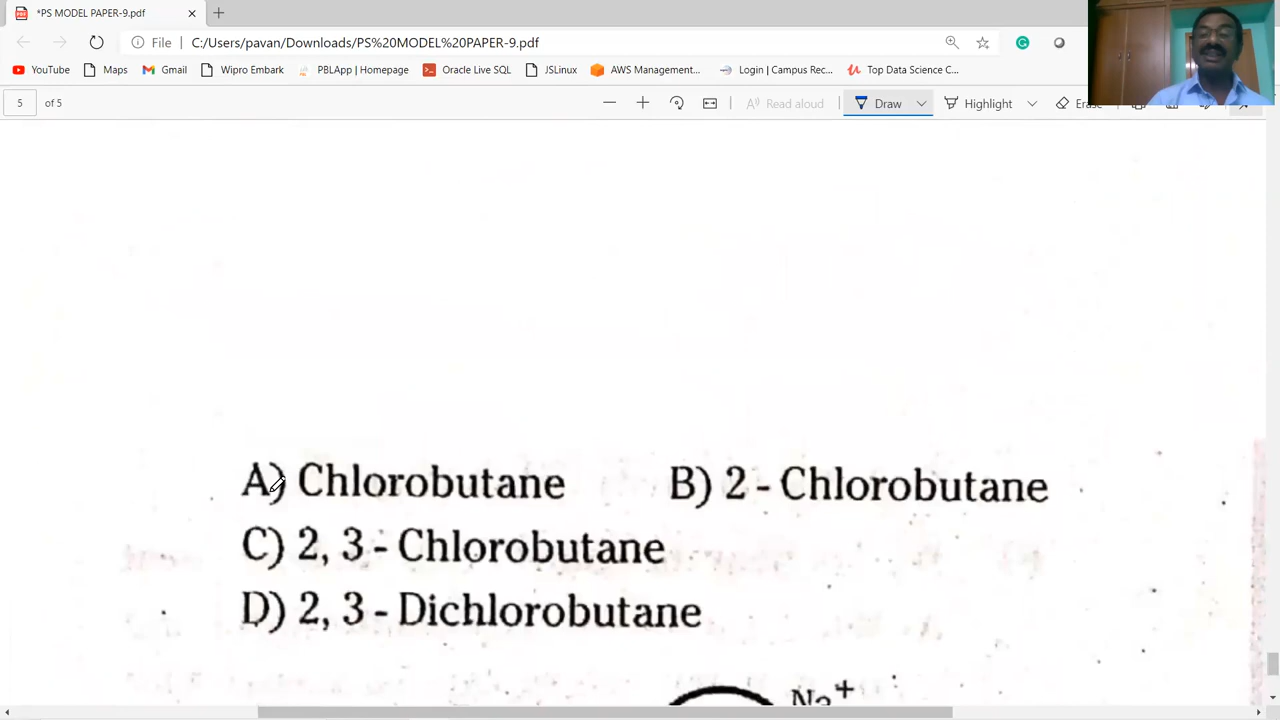 *PS MODEL PAPER-9.pdf
File C:/Users/pavan/Downloads/PS%20MODEL%20PAPER-9.pdf
YouTube Maps Gmail Wipro Embark PBLApp | Homepage Oracle Live SQL JSLinux AWS Management... Login | Campus Rec... Top Data Science C...
5 of 5 Read aloud Draw Highlight Erase
A) Chlorobutane B) 2 - Chlorobutane
C) 2, 3 - Chlorobutane
D) 2, 3 - Dichlorobutane
Na+